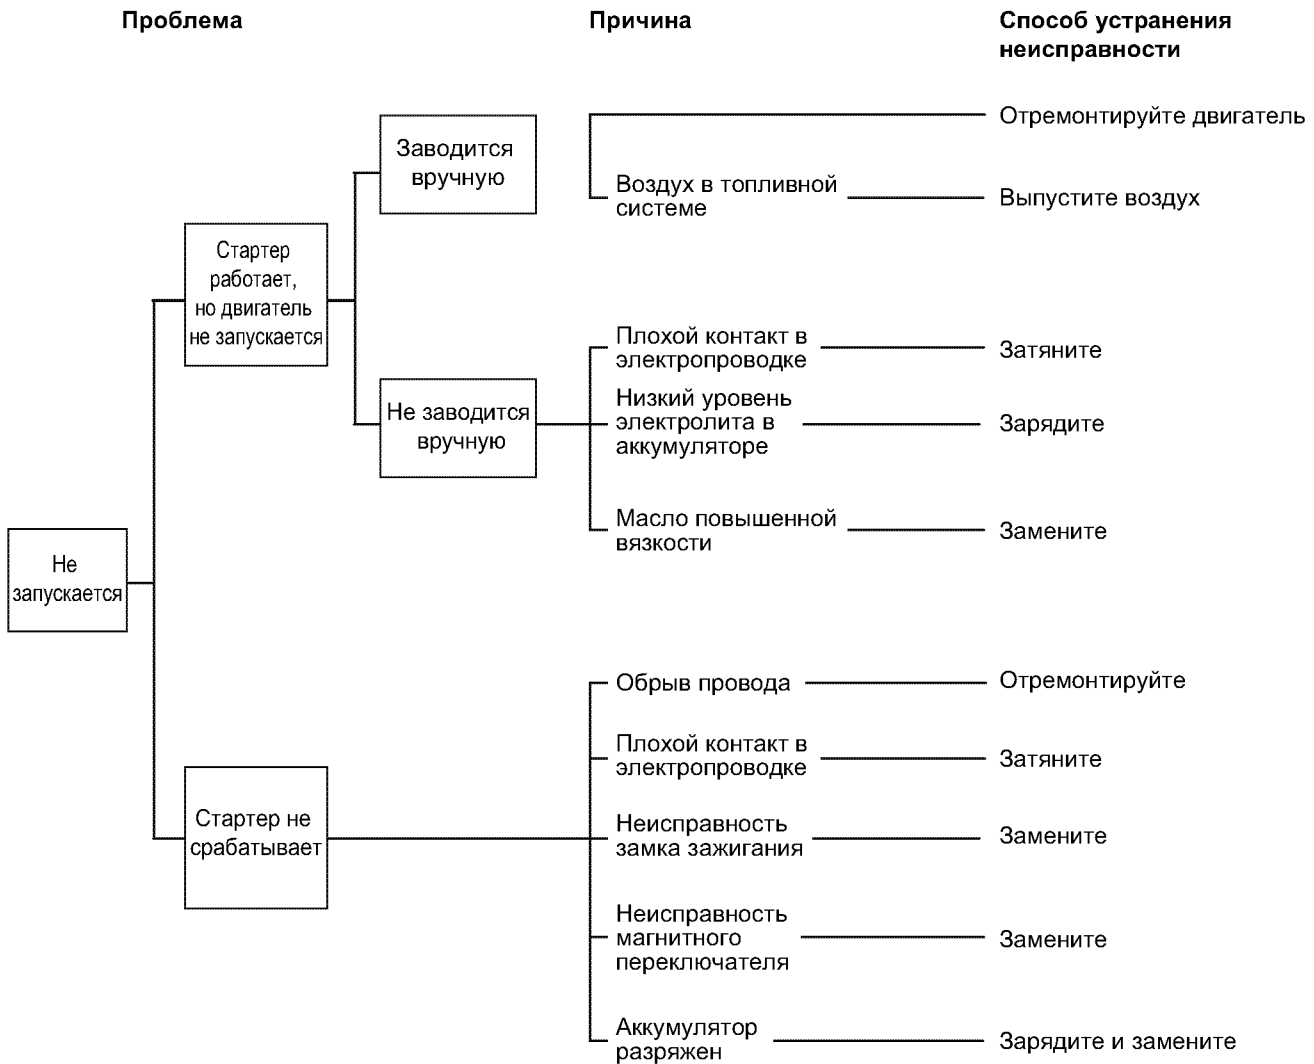 Проблема
Причина
Способ устранения
неисправности
Заводится
вручную
Отремонтируйте двигатель
Воздух в топливной
системе
Выпустите воздух
Стартер
работает,
но двигатель
не запускается
Плохой контакт в
электропроводке
Затяните
Не заводится
вручную
Низкий уровень
электролита в
аккумуляторе
Зарядите
Масло повышенной
вязкости
Замените
Не
запускается
Обрыв провода
Отремонтируйте
Плохой контакт в
электропроводке
Затяните
Стартер не
срабатывает
Неисправность
замка зажигания
Замените
Неисправность
магнитного
переключателя
Замените
Аккумулятор
разряжен
Зарядите и замените